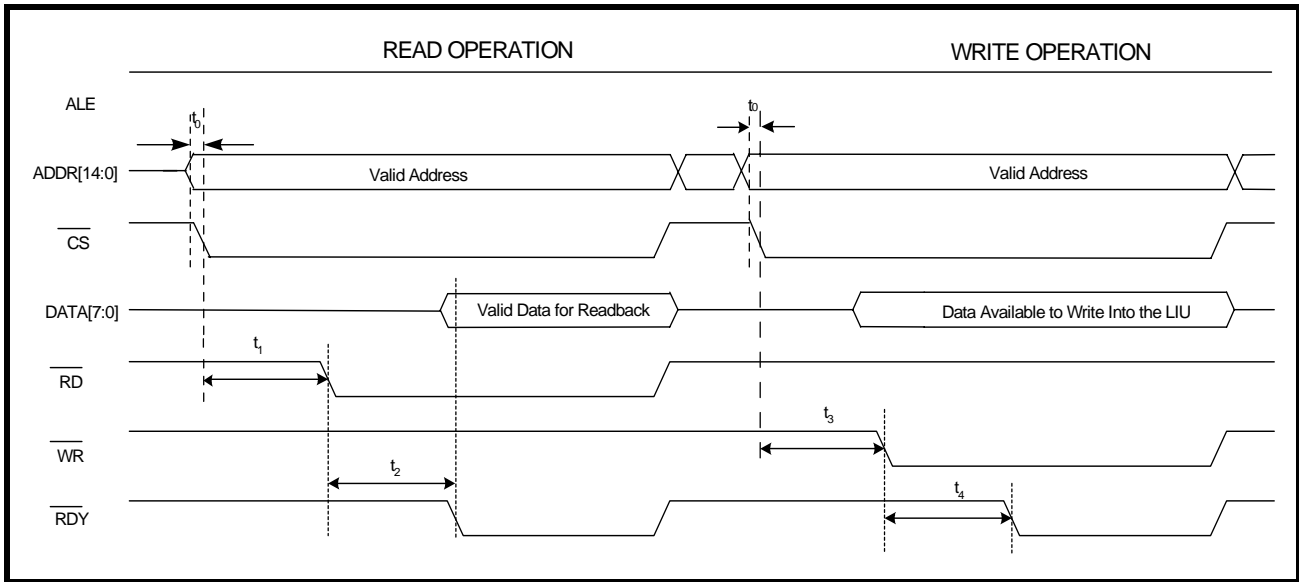 READ OPERATION WRITE OPERATION
ALE
t0 t0
ADDR[14:0] Valid Address Valid Address
CS
DATA[7:0] Valid Data for Readback Data Available to Write Into the LIU
t1
RD
t3
WR
t2 t4
RDY